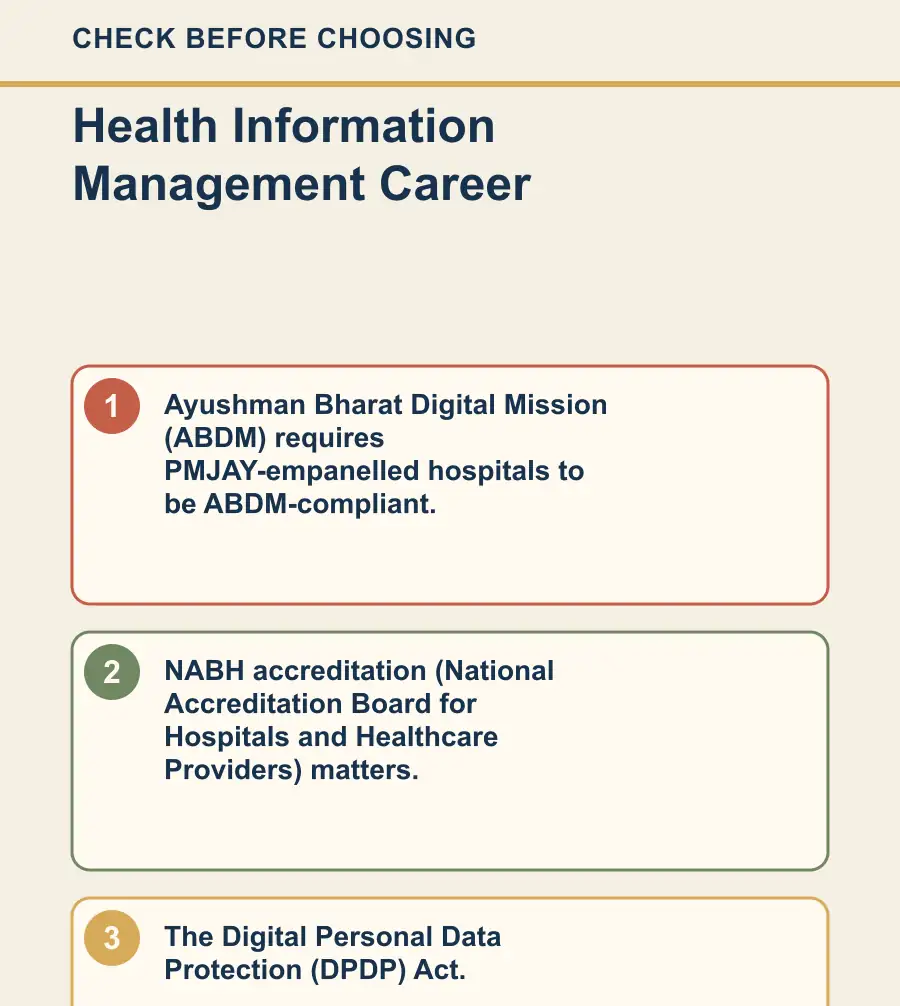 CHECK BEFORE CHOOSING
Health Information
Management Career
1
Ayushman Bharat Digital Mission
(ABDM) requires
PMJAY-empanelled hospitals to
be ABDM-compliant.
2
NABH accreditation (National
Accreditation Board for
Hospitals and Healthcare
Providers) matters.
3
The Digital Personal Data
Protection (DPDP) Act.